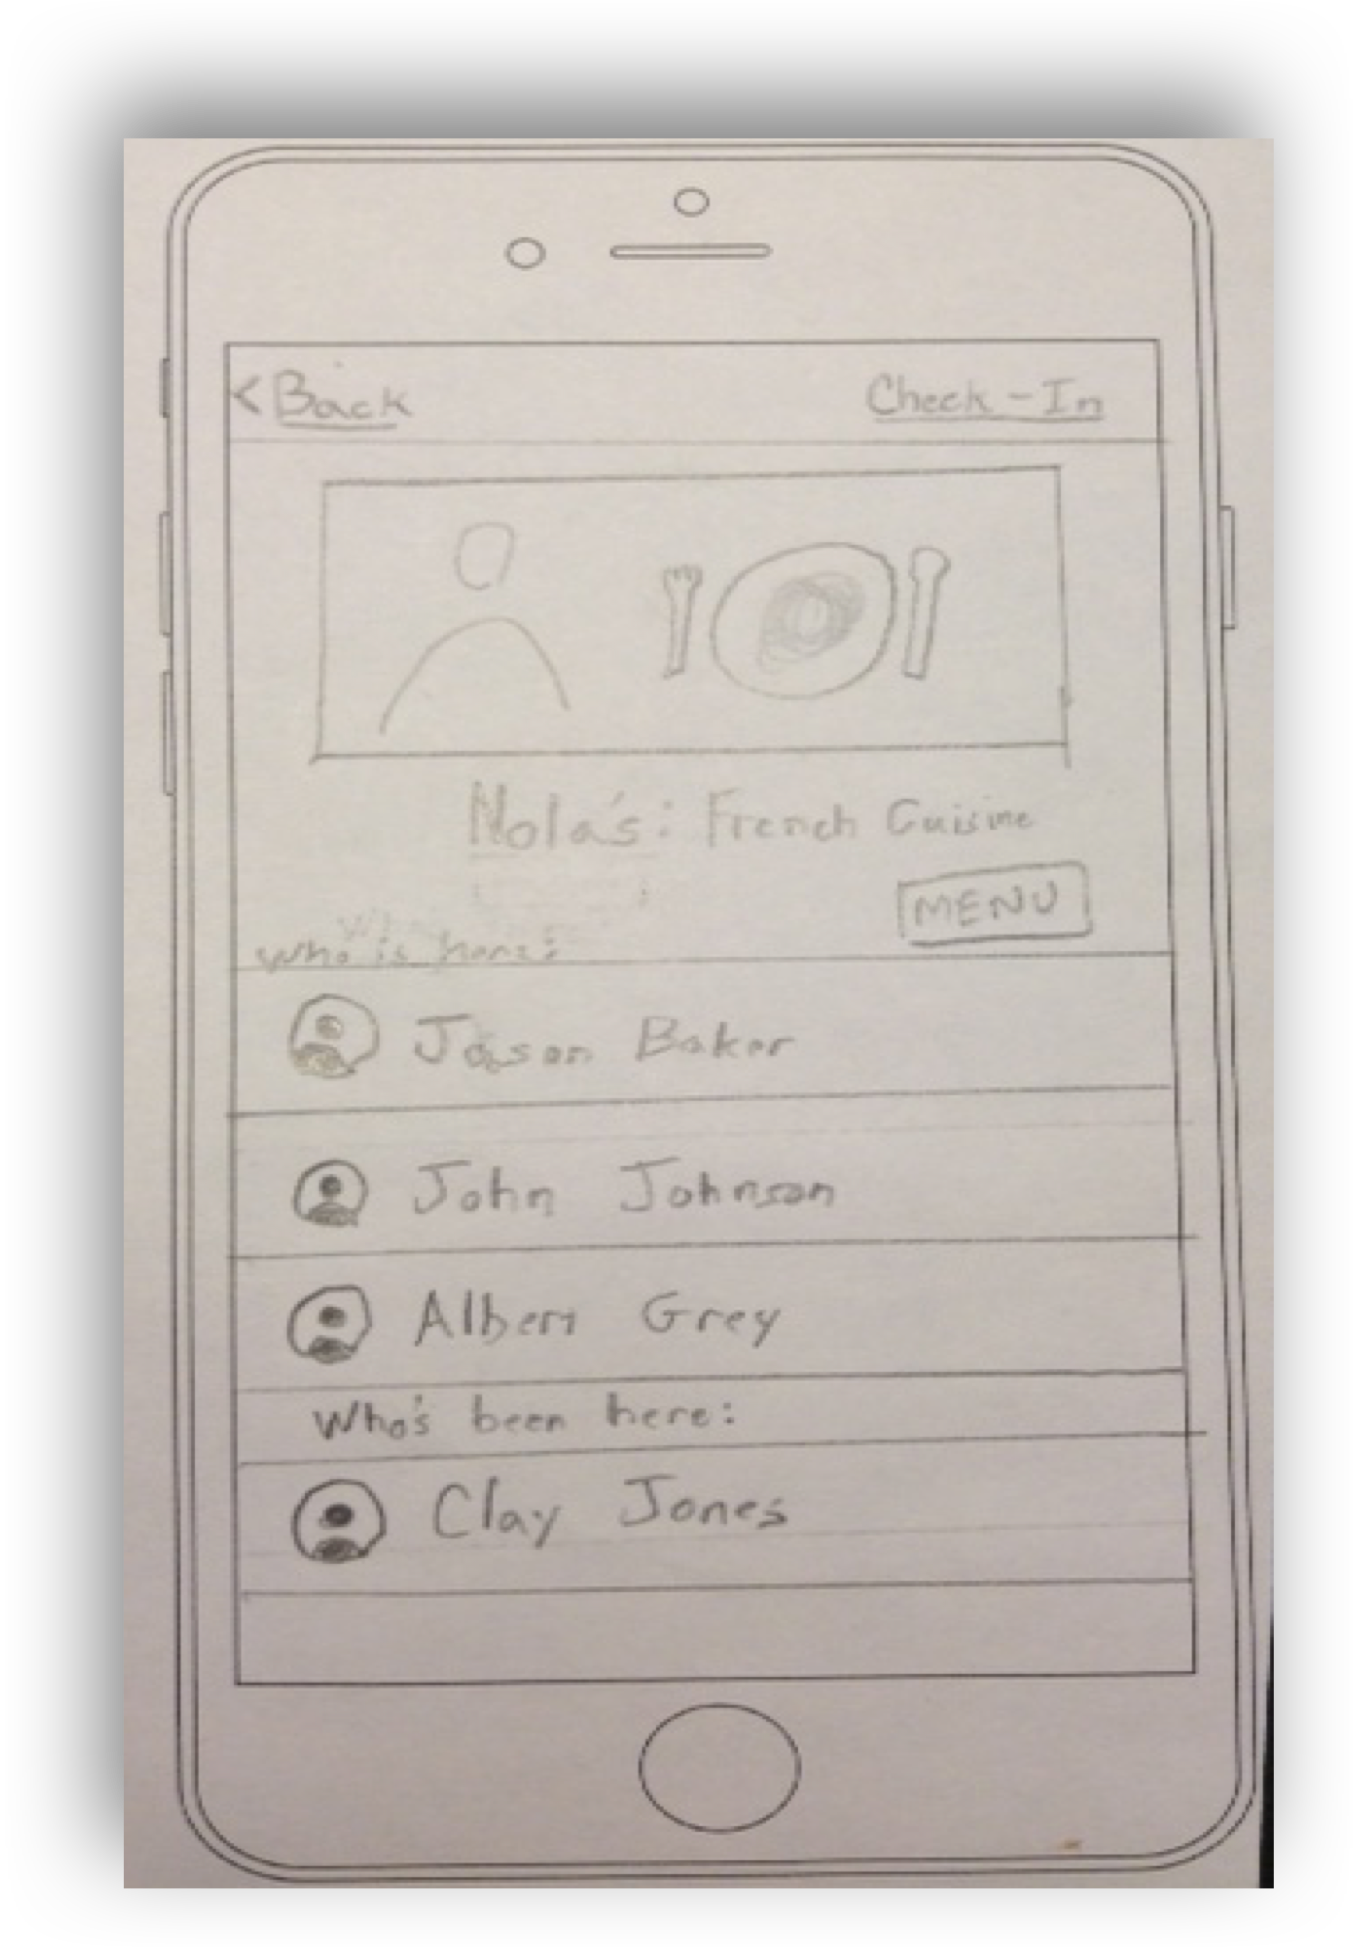 < Back
Check-In
Nola's: French Cuisine
MENU
Who is here:
Jason Baker
John Johnson
Albert Grey
Who's been here:
Clay Jones